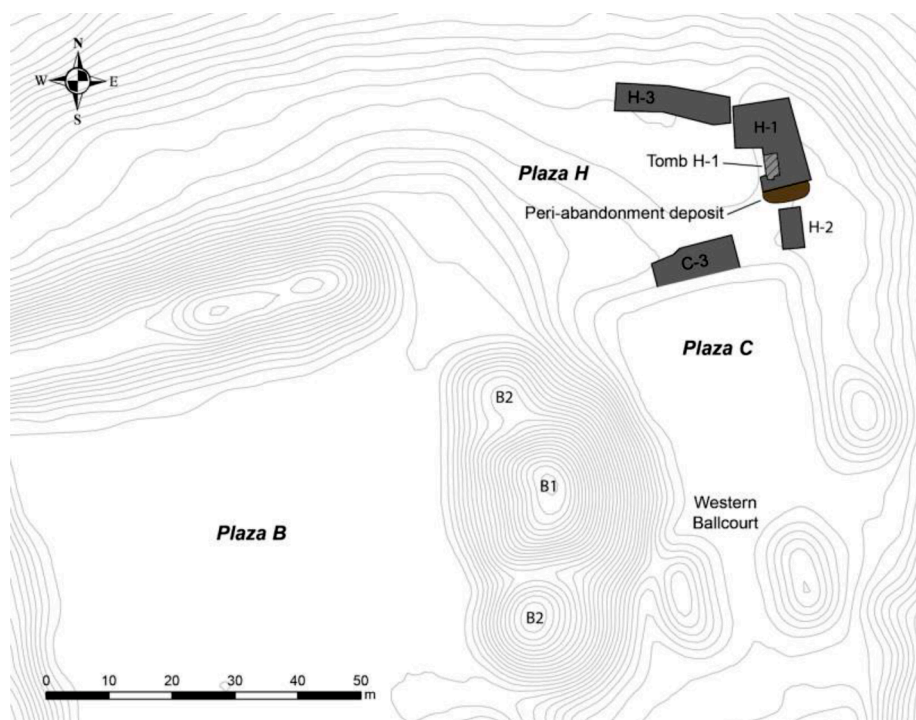 N
W E
S
H-3
H-1
Tomb H-1
Plaza H
Peri-abandonment deposit
H-2
C-3
Plaza C
B2
B1
Western
Ballcourt
Plaza B
B2
0 10 20 30 40 50
m